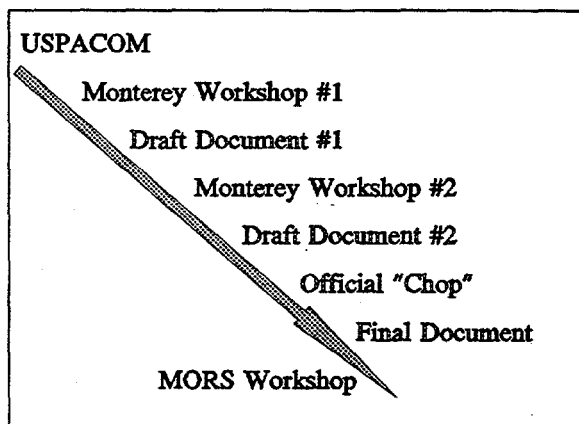 USPACOM
Monterey Workshop #1
Draft Document #1
Monterey Workshop #2
Draft Document #2
Official "Chop"
Final Document
MORS Workshop